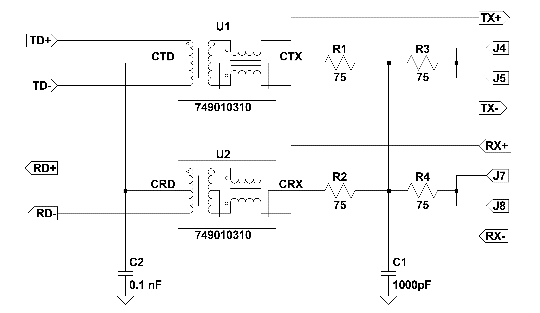 U1
TX+
TD+
CTD
CTX
R1
R3
J4
75
75
J5
TD-
749010310
TX-
U2
RX+
RD+
CRD
CRX
R2
R4
J7
RD-
75
75
J8
749010310
RX-
C2
C1
0.1 nF
1000pF